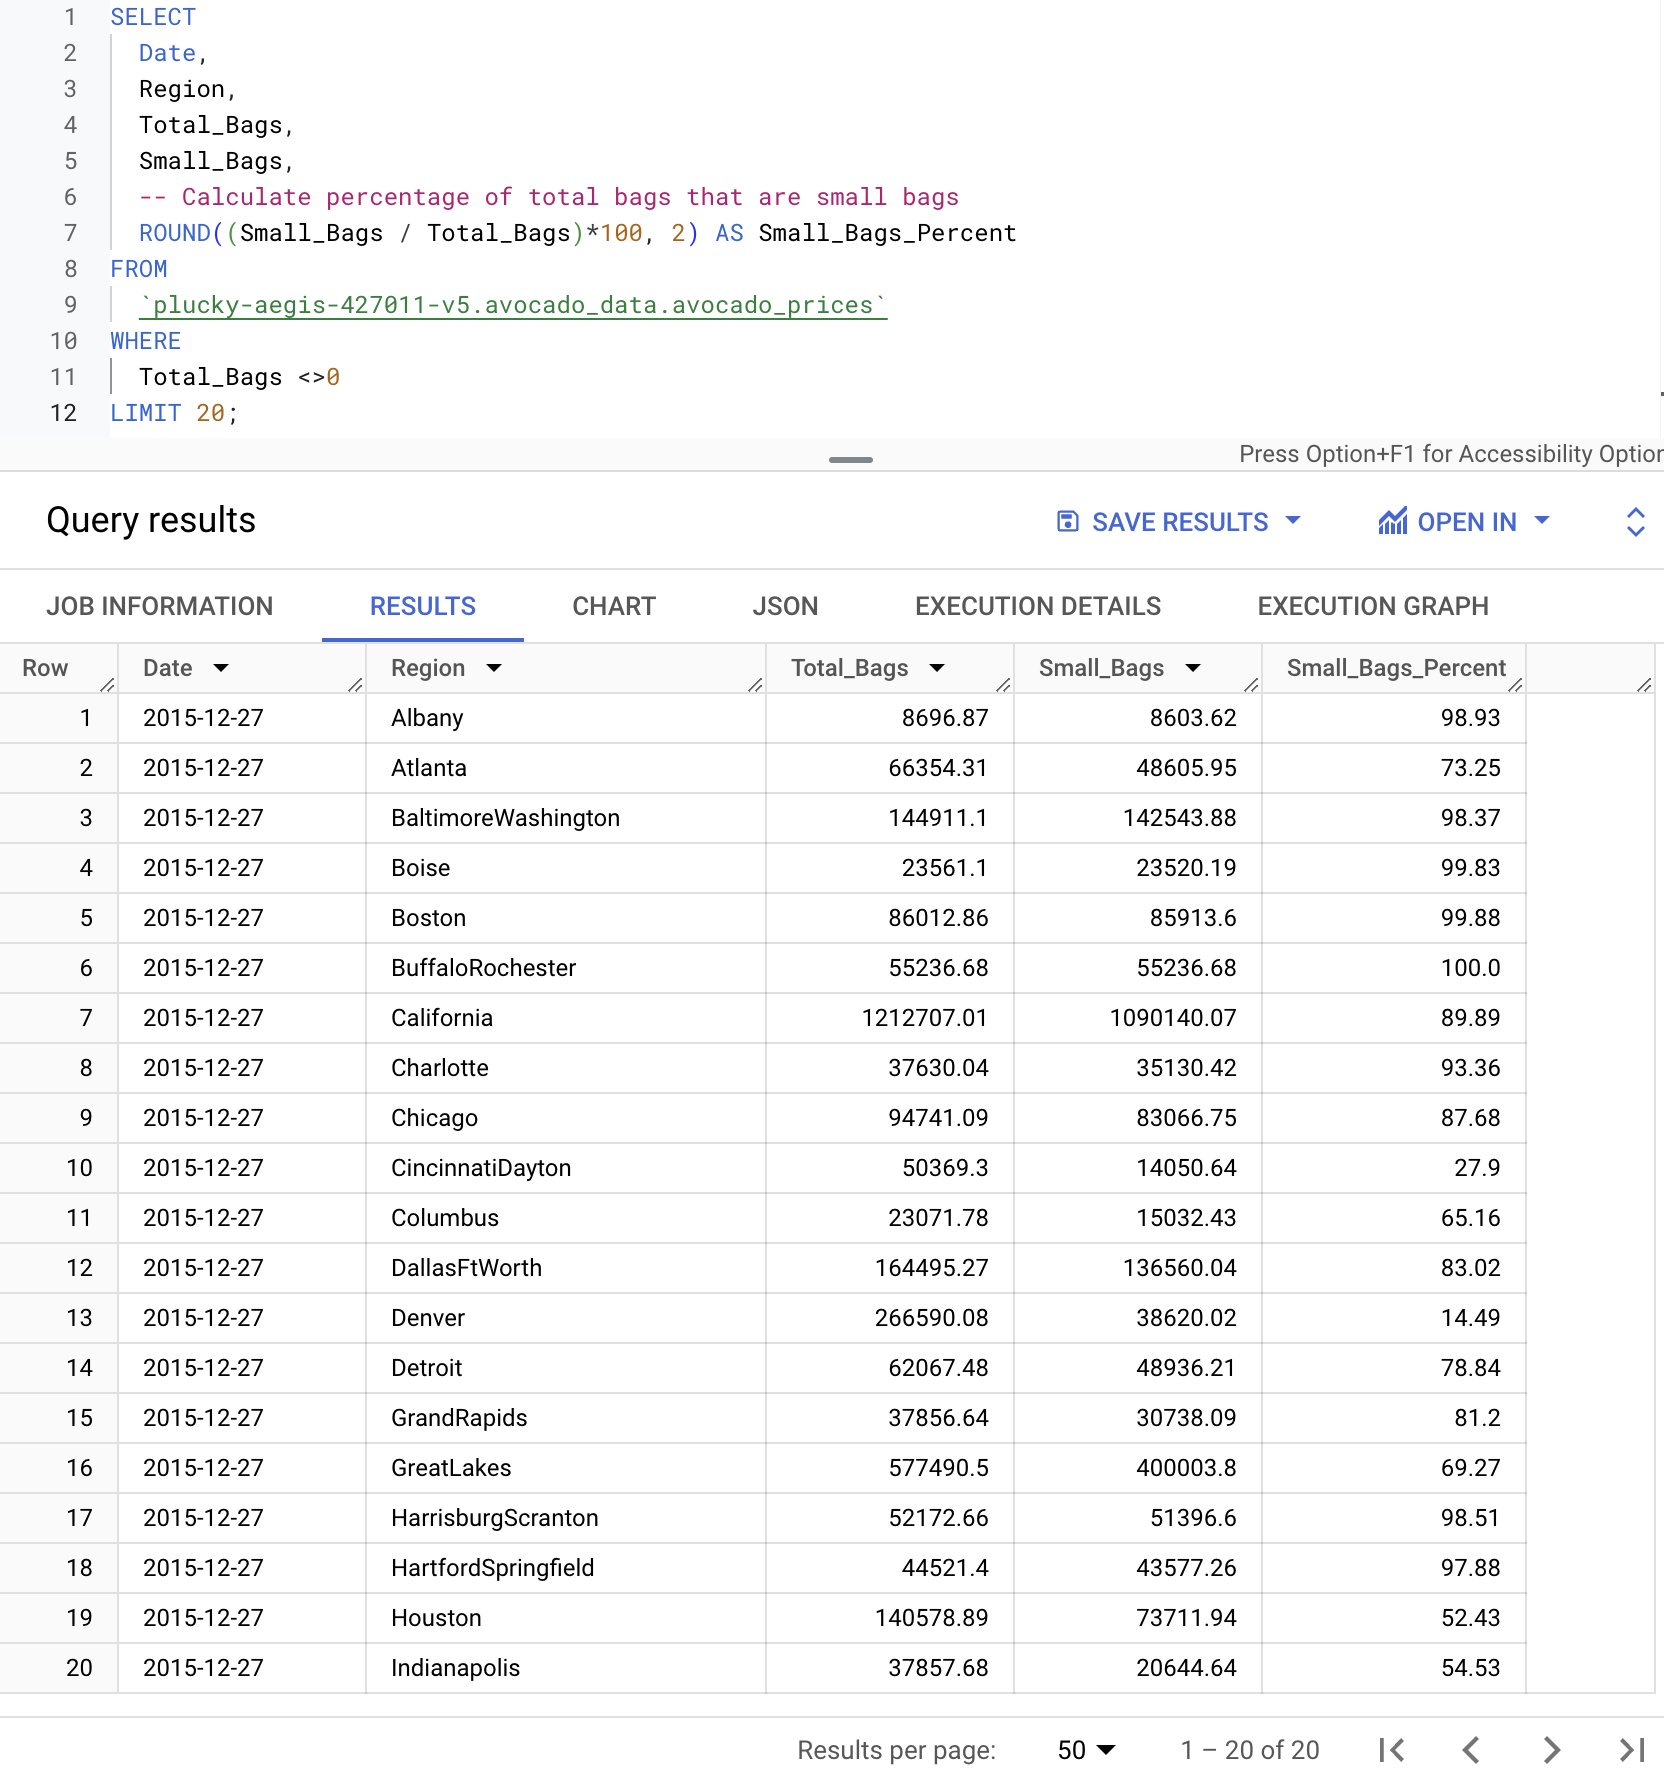 1 SELECT
2 Date,
3 Region,
4 Total_Bags,
5 Small_Bags,
6 -- Calculate percentage of total bags that are small bags
7 ROUND((Small_Bags / Total_Bags)*100, 2) AS Small_Bags_Percent
8 FROM
9 `plucky-aegis-427011-v5.avocado_data.avocado_prices`
10 WHERE
11 Total_Bags <>0
12 LIMIT 20;
Press Option+F1 for Accessibility Option
Query results SAVE RESULTS OPEN IN
JOB INFORMATION RESULTS CHART JSON EXECUTION DETAILS EXECUTION GRAPH
Row Date Region Total_Bags Small_Bags Small_Bags_Percent
1 2015-12-27 Albany 8696.87 8603.62 98.93
2 2015-12-27 Atlanta 66354.31 48605.95 73.25
3 2015-12-27 BaltimoreWashington 144911.1 142543.88 98.37
4 2015-12-27 Boise 23561.1 23520.19 99.83
5 2015-12-27 Boston 86012.86 85913.6 99.88
6 2015-12-27 BuffaloRochester 55236.68 55236.68 100.0
7 2015-12-27 California 1212707.01 1090140.07 89.89
8 2015-12-27 Charlotte 37630.04 35130.42 93.36
9 2015-12-27 Chicago 94741.09 83066.75 87.68
10 2015-12-27 CincinnatiDayton 50369.3 14050.64 27.9
11 2015-12-27 Columbus 23071.78 15032.43 65.16
12 2015-12-27 DallasFtWorth 164495.27 136560.04 83.02
13 2015-12-27 Denver 266590.08 38620.02 14.49
14 2015-12-27 Detroit 62067.48 48936.21 78.84
15 2015-12-27 GrandRapids 37856.64 30738.09 81.2
16 2015-12-27 GreatLakes 577490.5 400003.8 69.27
17 2015-12-27 HarrisburgScranton 52172.66 51396.6 98.51
18 2015-12-27 HartfordSpringfield 44521.4 43577.26 97.88
19 2015-12-27 Houston 140578.89 73711.94 52.43
20 2015-12-27 Indianapolis 37857.68 20644.64 54.53
Results per page: 50 1 – 20 of 20